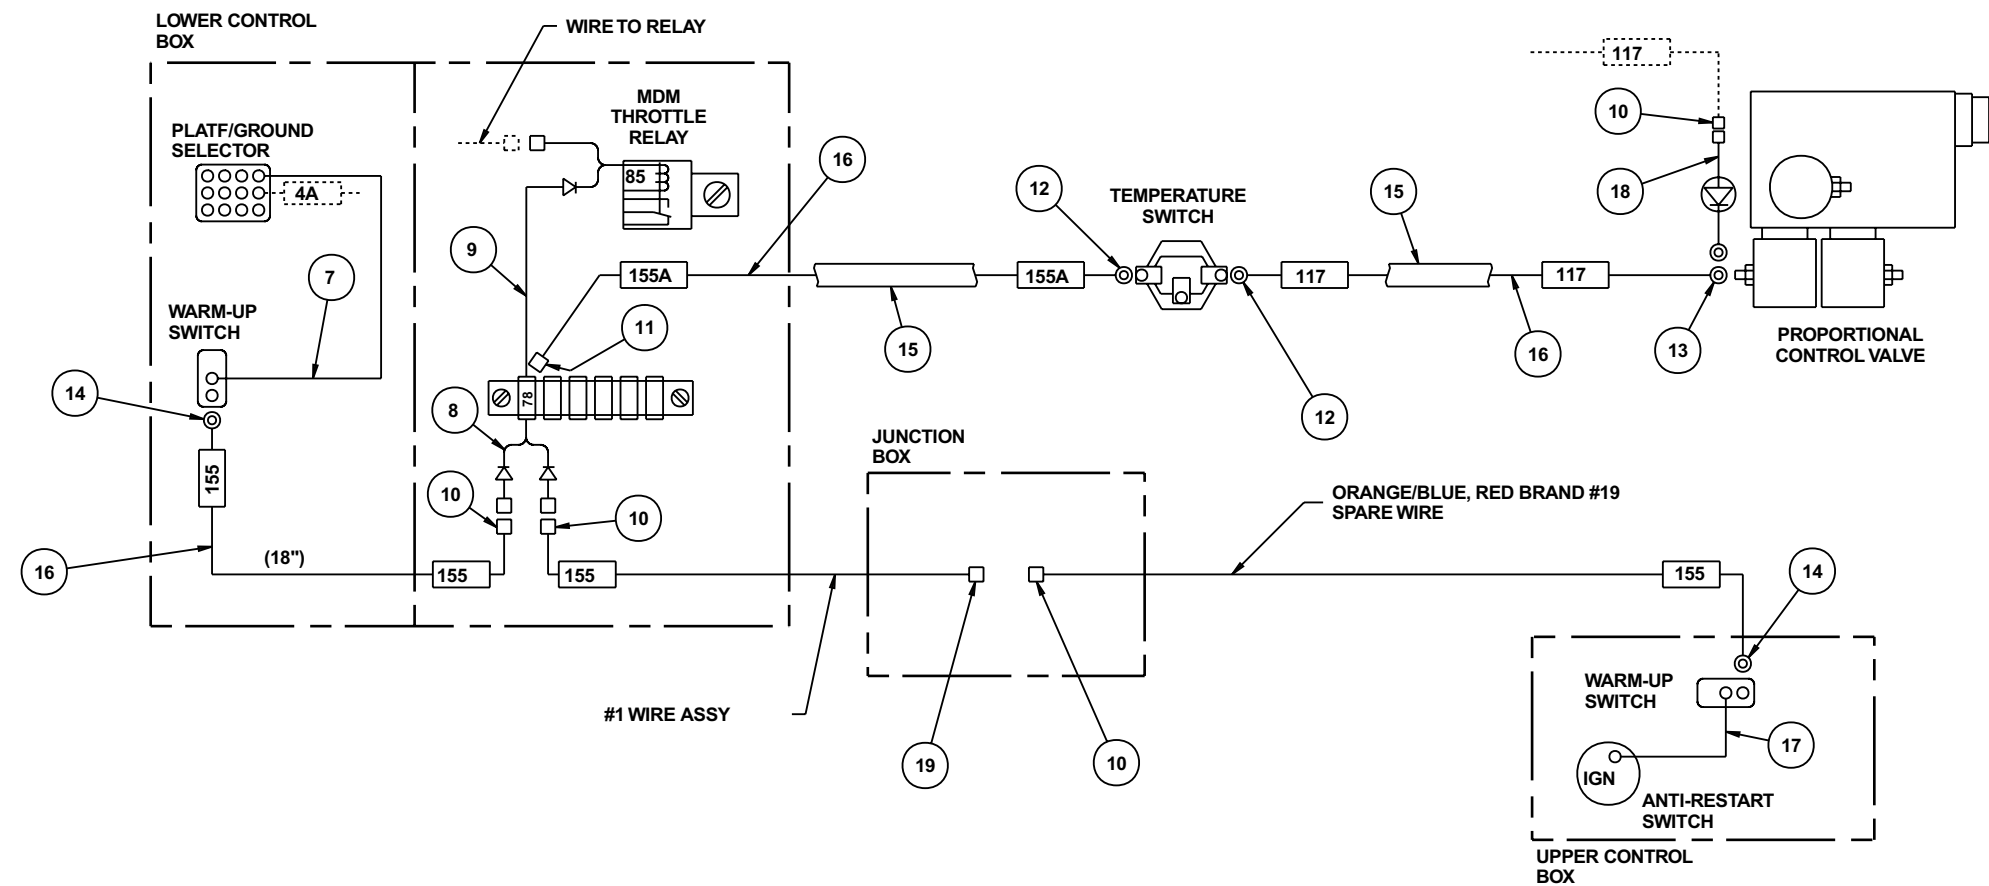 LOWER CONTROL
BOX
WIRE TO RELAY
117
MDM
THROTTLE
RELAY
10
PLATF/GROUND
SELECTOR
4A
85
16
12
TEMPERATURE
SWITCH
15
18
9
155A
155A
117
117
7
WARM-UP
SWITCH
11
15
16
13
PROPORTIONAL
CONTROL VALVE
14
78
8
12
JUNCTION
BOX
155
10
10
ORANGE/BLUE, RED BRAND #19
SPARE WIRE
16
(18")
155
155
155
14
#1 WIRE ASSY
19
10
WARM-UP
SWITCH
17
IGN
ANTI-RESTART
SWITCH
UPPER CONTROL
BOX